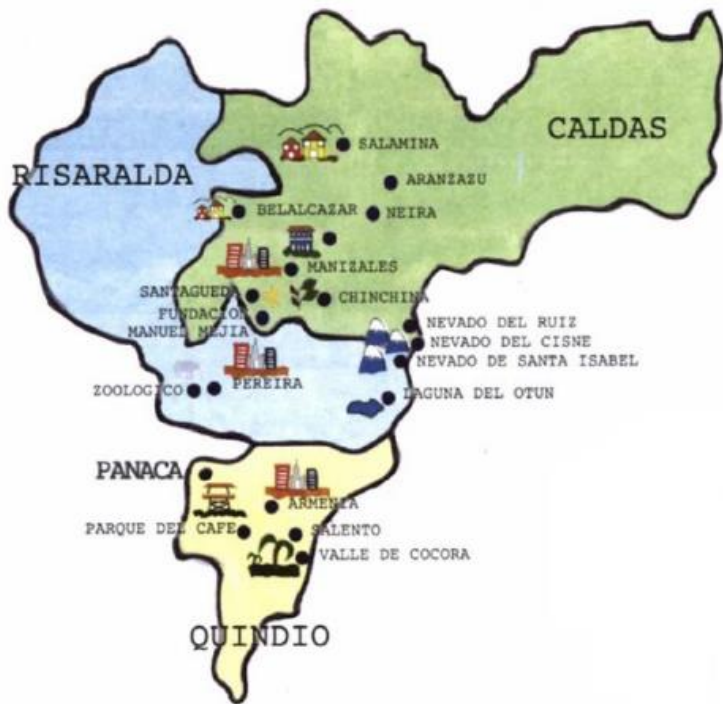 CALDAS
SALAMINA
RISARALDA
ARANZAZU
BELALCAZAR
NEIRA
MANIZALES
SANTAGUEDA
CHINCHINA
FUNDACION
MANUEL MEJIA
NEVADO DEL RUIZ
NEVADO DEL CISNE
NEVADO DE SANTA ISABEL
ZOOLOGICO
PEREIRA
LAGUNA DEL OTUN
PANACA
ARMENIA
PARQUE DEL CAFE
SALENTO
VALLE DE COCORA
QUINDIO